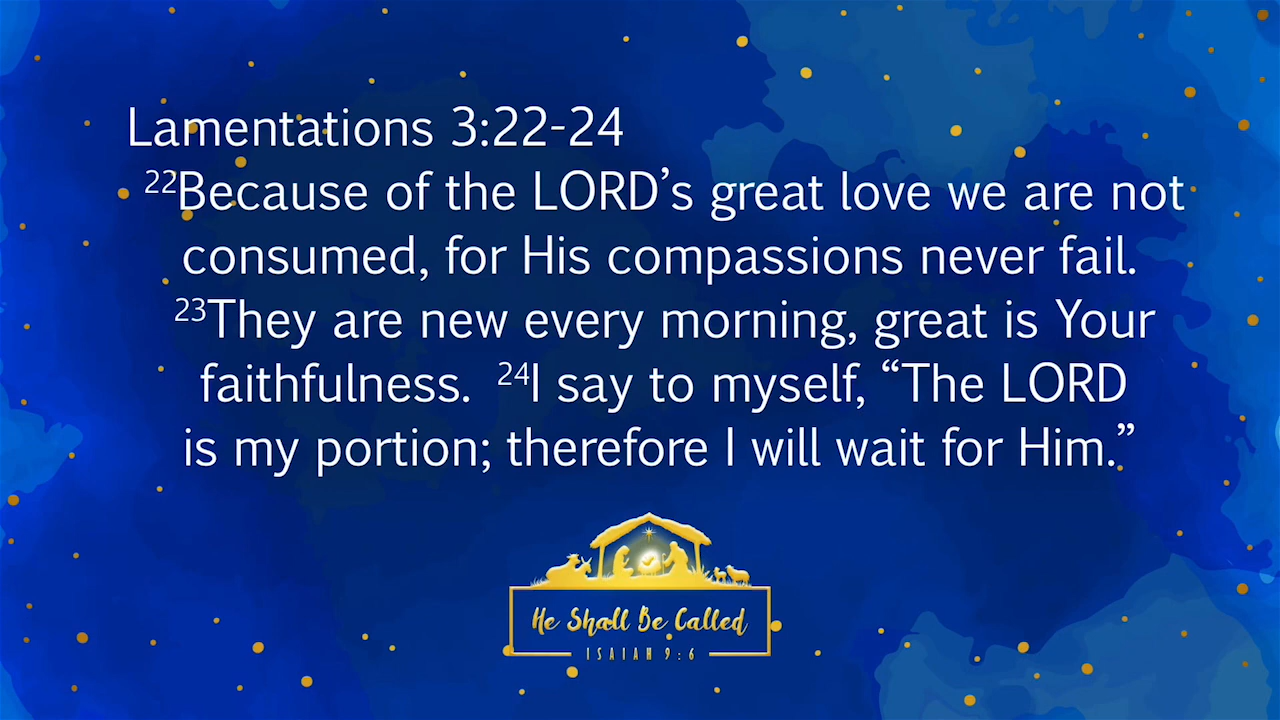 Lamentations 3:22-24
22Because of the LORD’s great love we are not
consumed, for His compassions never fail.
23They are new every morning, great is Your
faithfulness. 24I say to myself, “The LORD
is my portion; therefore I will wait for Him.”
He Shall Be Called
ISAIAH 9:6